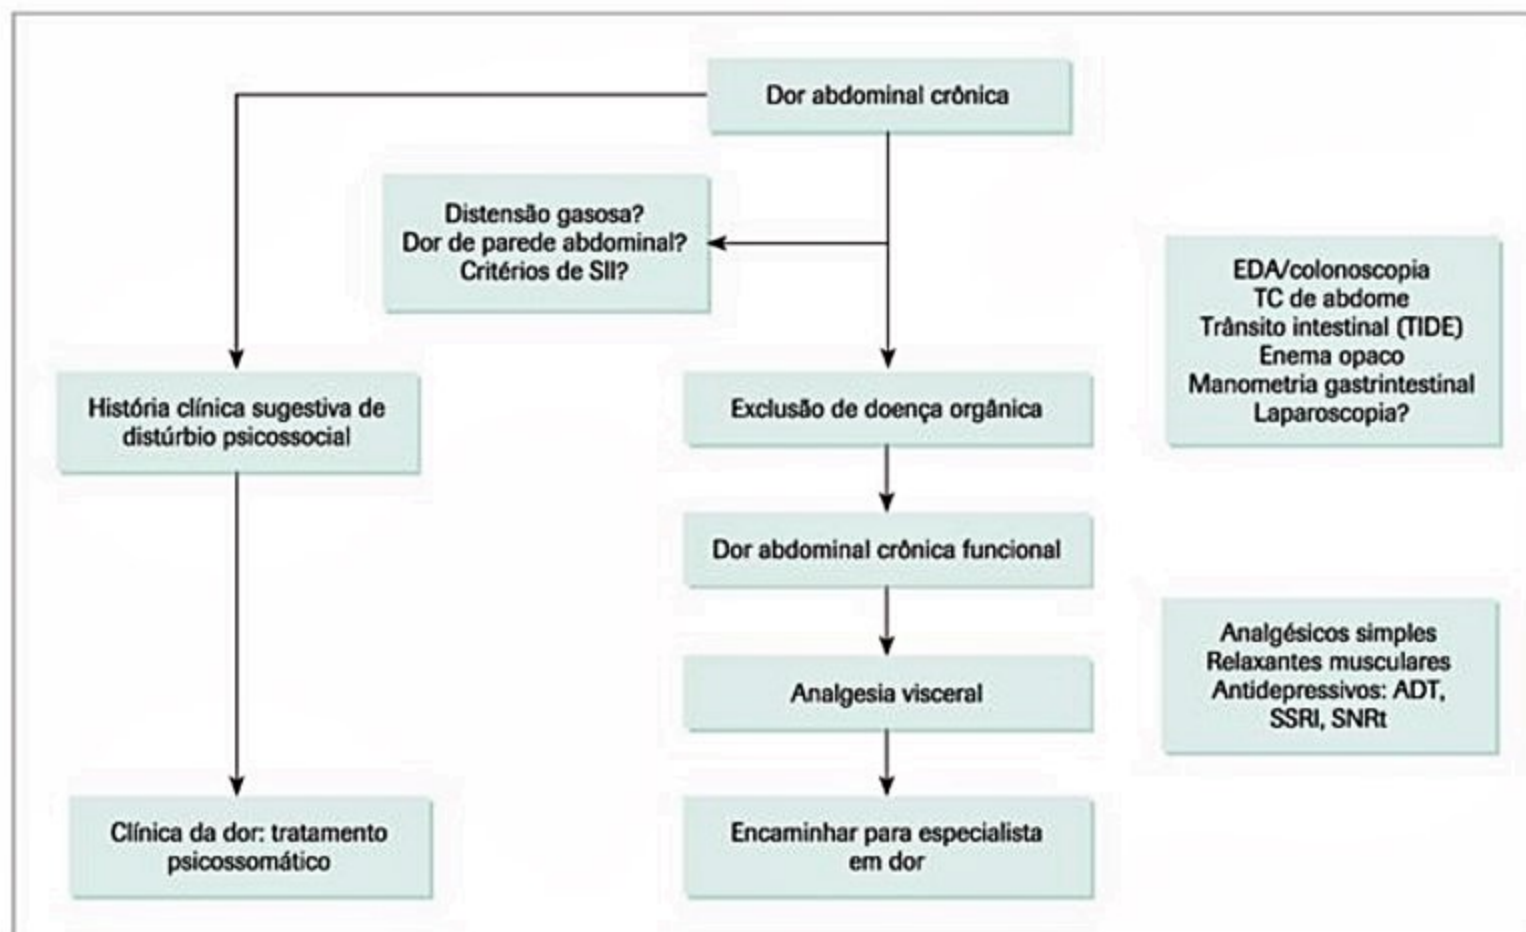 Dor abdominal crônica
Distensão gasosa?
Dor de parede abdominal?
Critérios de SII?
EDA/colonoscopia
TC de abdome
Trânsito intestinal (TIDE)
Enema opaco
Manometria gastrintestinal
Laparoscopia?
História clínica sugestiva de
distúrbio psicossocial
Exclusão de doença orgânica
Dor abdominal crônica funcional
Analgesia visceral
Analgésicos simples
Relaxantes musculares
Antidepressivos: ADT,
SSRI, SNRt
Clínica da dor: tratamento
psicossomático
Encaminhar para especialista
em dor